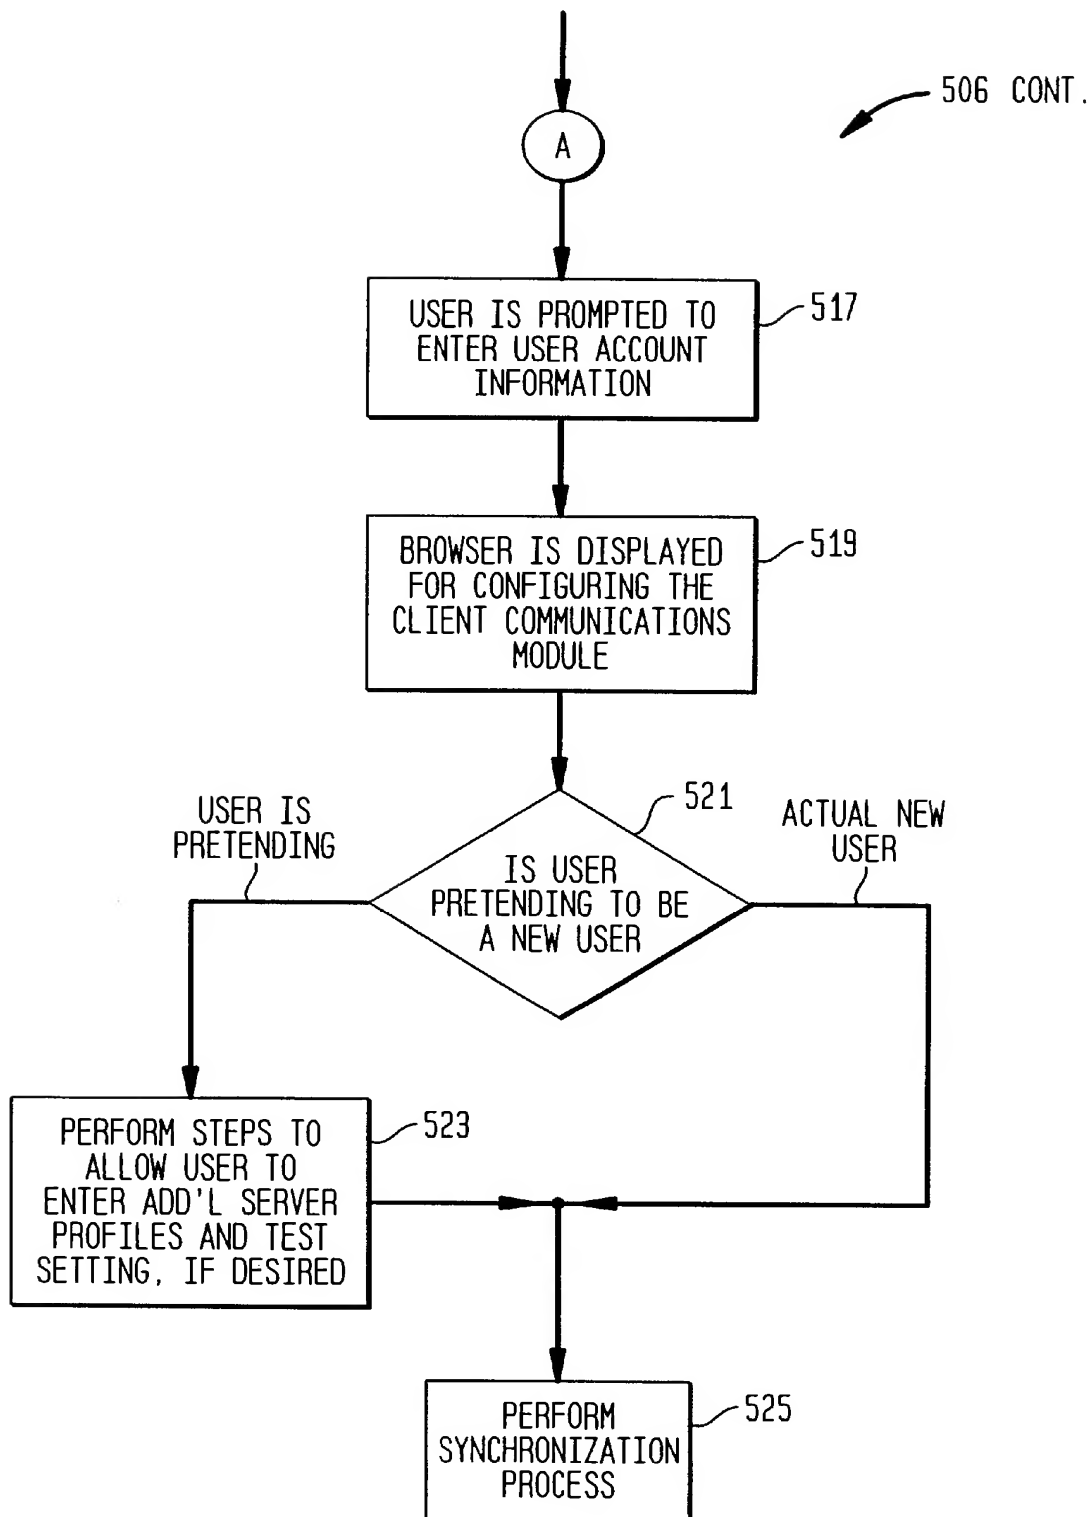 506 CONT.
A
517
USER IS PROMPTED TO
ENTER USER ACCOUNT
INFORMATION
519
BROWSER IS DISPLAYED
FOR CONFIGURING THE
CLIENT COMMUNICATIONS
MODULE
521
USER IS
PRETENDING
ACTUAL NEW
USER
IS USER
PRETENDING TO BE
A NEW USER
523
PERFORM STEPS TO
ALLOW USER TO
ENTER ADD'L SERVER
PROFILES AND TEST
SETTING, IF DESIRED
525
PERFORM
SYNCHRONIZATION
PROCESS